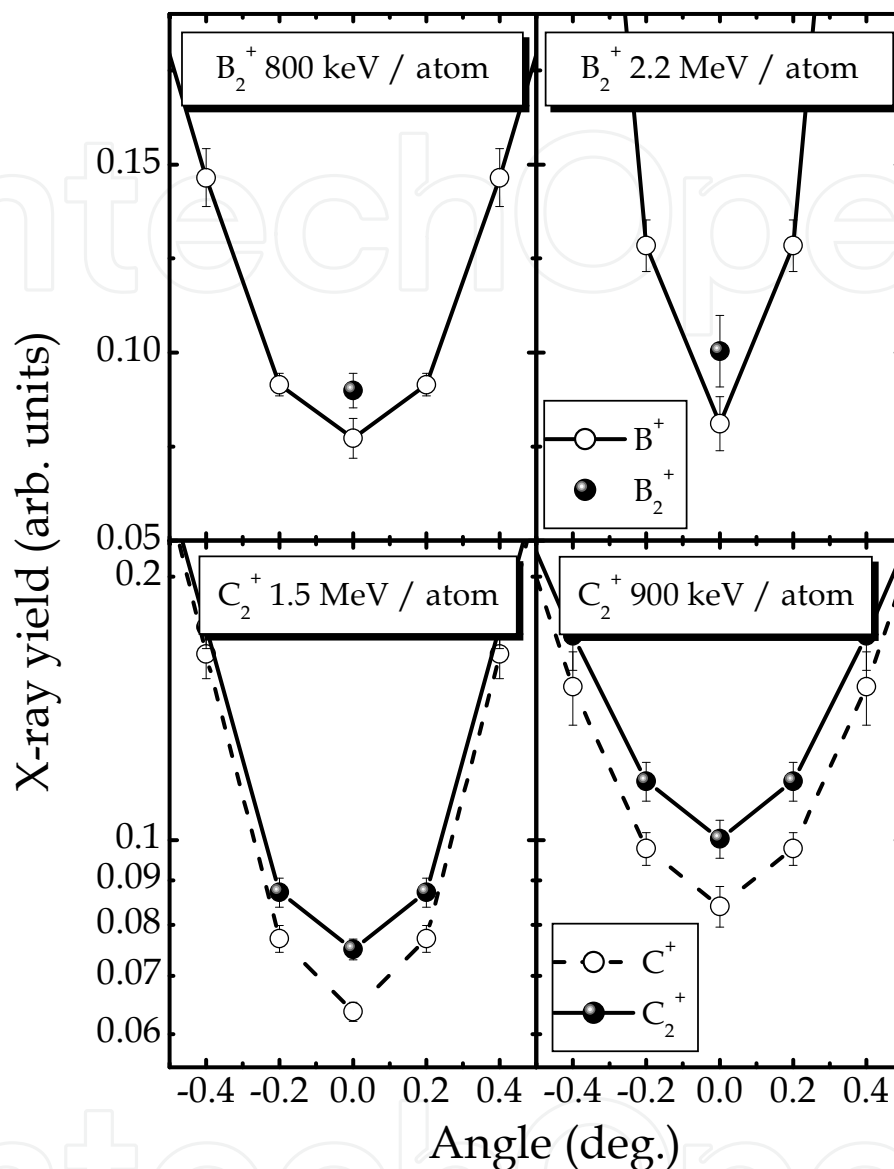 B₂⁺ 800 keV / atom
B₂⁺ 2.2 MeV / atom
0.15
0.10
0.05
B⁺
B₂⁺
C₂⁺ 1.5 MeV / atom
C₂⁺ 900 keV / atom
0.2
0.1
0.09
0.08
0.07
0.06
C⁺
C₂⁺
-0.4 -0.2 0.0 0.2 0.4 -0.4 -0.2 0.0 0.2 0.4
X-ray yield (arb. units)
Angle (deg.)